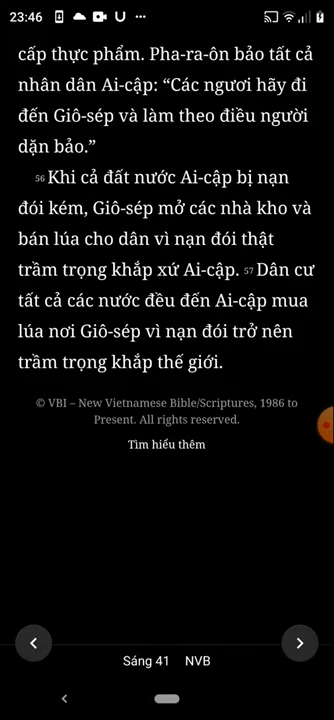 23:46
cấp thực phẩm. Pha-ra-ôn bảo tất cả
nhân dân Ai-cập: “Các ngươi hãy đi
đến Giô-sép và làm theo điều người
dặn bảo.”
56 Khi cả đất nước Ai-cập bị nạn
đói kém, Giô-sép mở các nhà kho và
bán lúa cho dân vì nạn đói thật
trầm trọng khắp xứ Ai-cập. 57 Dân cư
tất cả các nước đều đến Ai-cập mua
lúa nơi Giô-sép vì nạn đói trở nên
trầm trọng khắp thế giới.
© VBI – New Vietnamese Bible/Scriptures, 1986 to
Present. All rights reserved.
Tìm hiểu thêm
Sáng 41 NVB